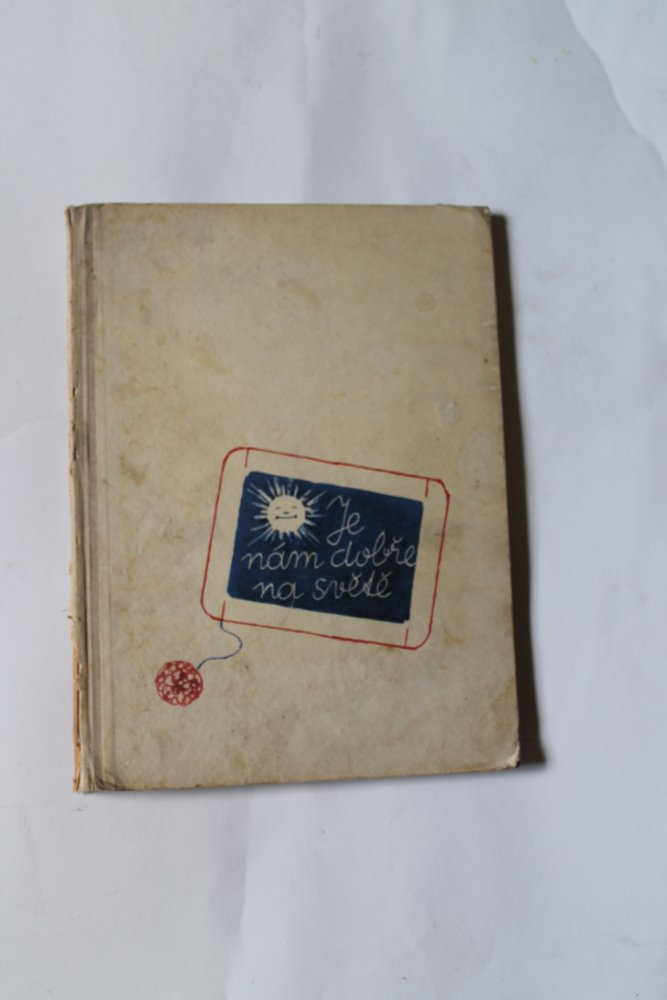 Je
nám dobře
na světě